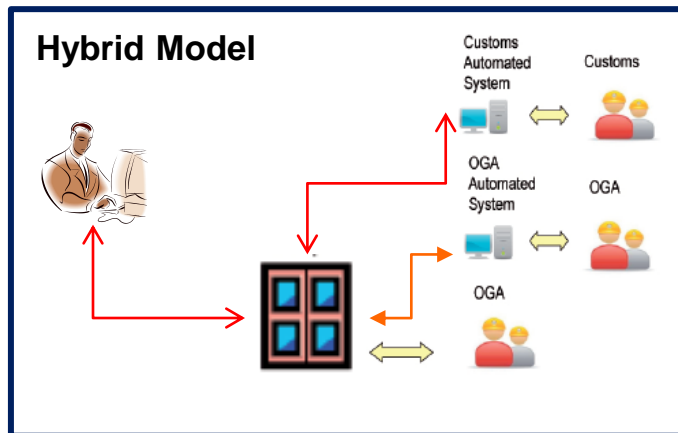 Hybrid Model
Customs
Automated
System
Customs
OGA
Automated
System
OGA
OGA